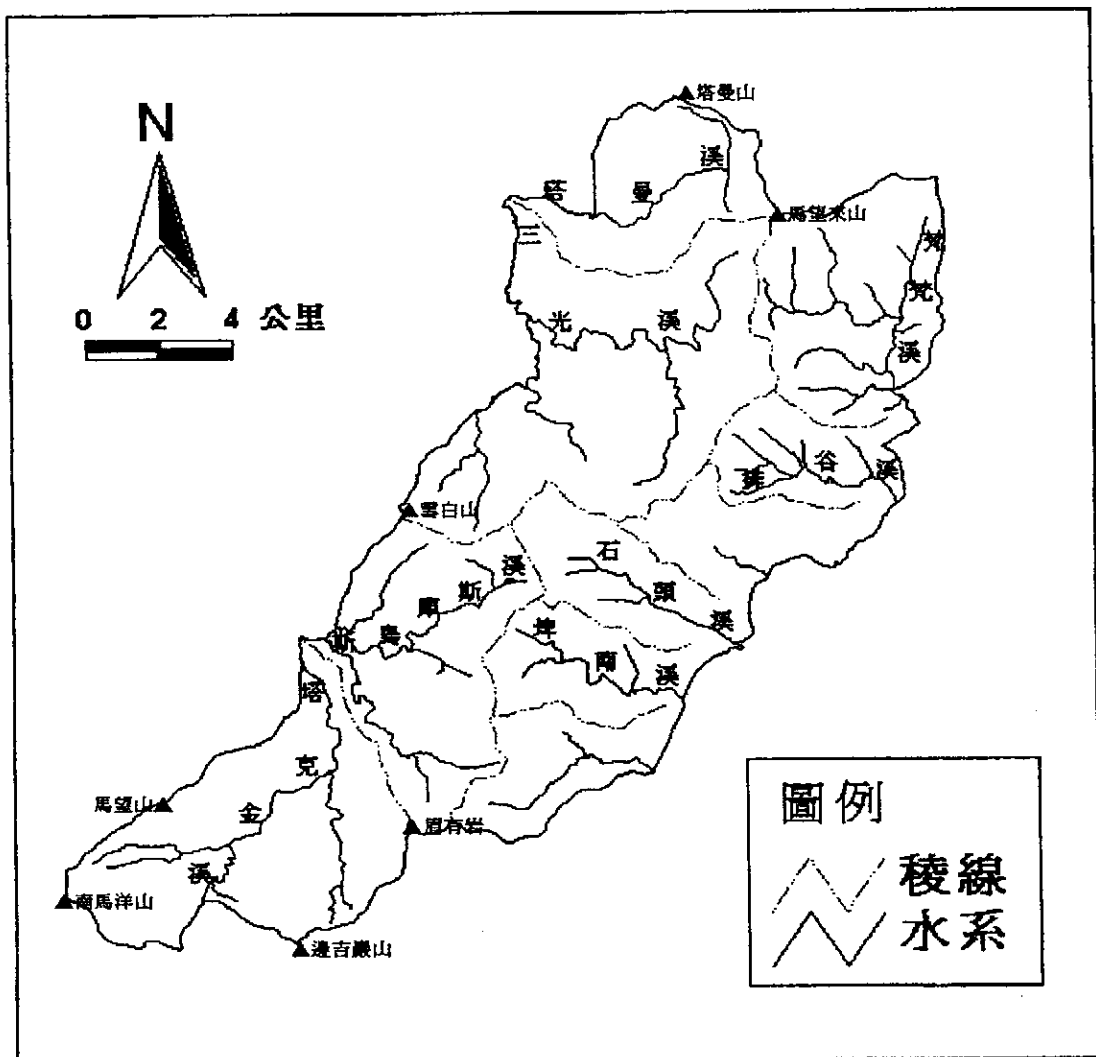 N
0 2 4 公里
塔曼山
塔曼溪
馬望來山
三光溪
梵梵溪
排谷溪
雪白山
石頭溪
斯馬庫斯溪
埤南溪
塔克金溪
馬望山
眉有岩
南馬洋山
邊吉巖山
圖例
稜線
水系